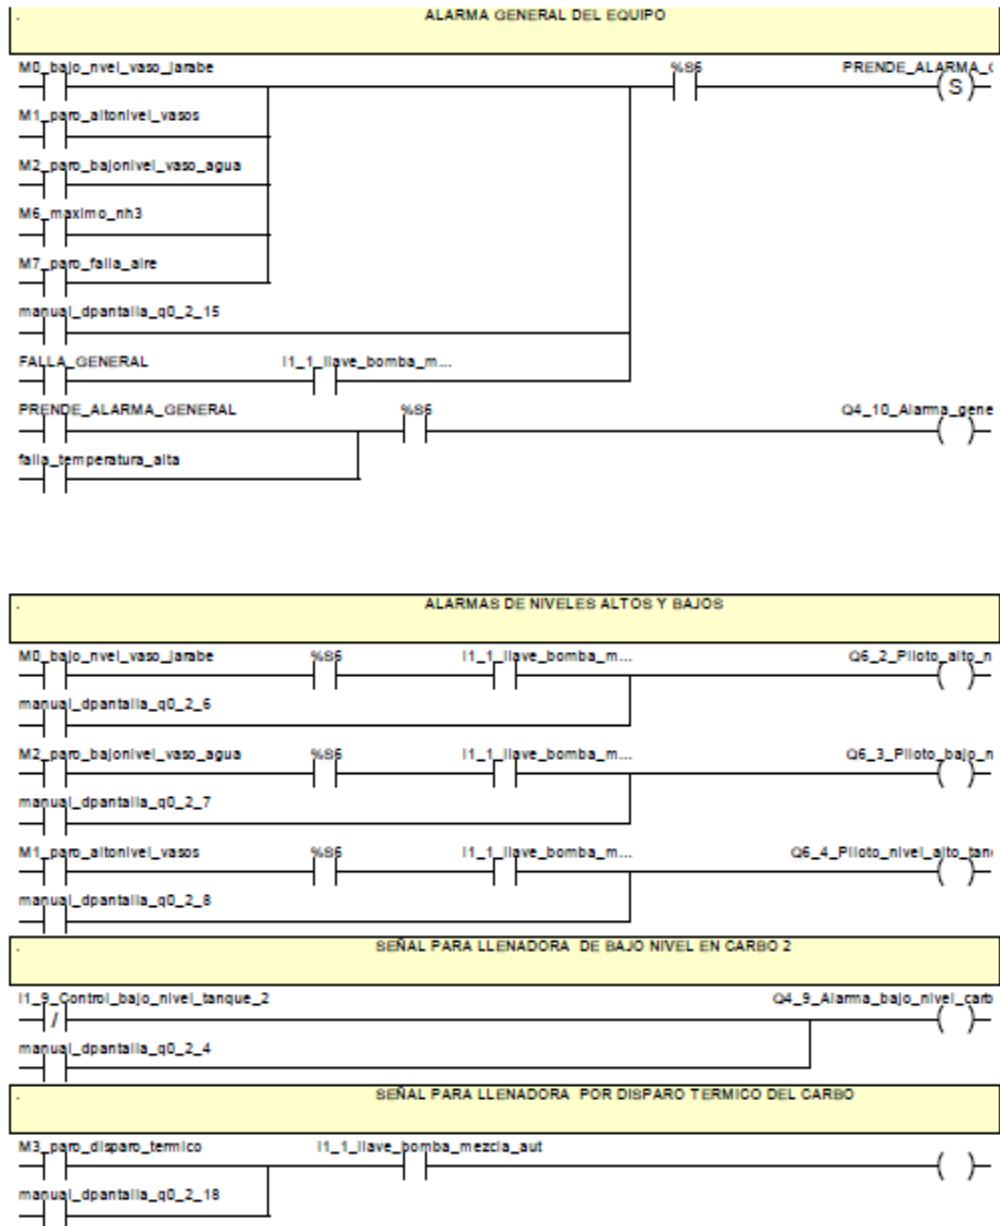 . ALARMA GENERAL DEL EQUIPO
M0_bajo_nvel_vaso_jarabe %S6 PRENDE_ALARMA_G
(S)
M1_paro_altonivel_vasos
M2_paro_bajonivel_vaso_agua
M6_maximo_nh3
M7_paro_falla_aire
manual_dpantalla_q0_2_15
FALLA_GENERAL I1_1_llave_bomba_m...
PRENDE_ALARMA_GENERAL %S6 Q4_10_Alarma_gene
falla_temperatura_alta
. ALARMAS DE NIVELES ALTOS Y BAJOS
M0_bajo_nvel_vaso_jarabe %S6 I1_1_llave_bomba_m... Q6_2_Piloto_alto_n
manual_dpantalla_q0_2_6
M2_paro_bajonivel_vaso_agua %S6 I1_1_llave_bomba_m... Q6_3_Piloto_bajo_n
manual_dpantalla_q0_2_7
M1_paro_altonivel_vasos %S6 I1_1_llave_bomba_m... Q6_4_Piloto_nivel_alto_tan
manual_dpantalla_q0_2_8
. SEÑAL PARA LLENADORA DE BAJO NIVEL EN CARBO 2
I1_9_Control_bajo_nivel_tanque_2 Q4_9_Alarma_bajo_nivel_carb
manual_dpantalla_q0_2_4
. SEÑAL PARA LLENADORA POR DISPARO TERMICO DEL CARBO
M3_paro_disparo_termico I1_1_llave_bomba_mezcla_aut
manual_dpantalla_q0_2_18